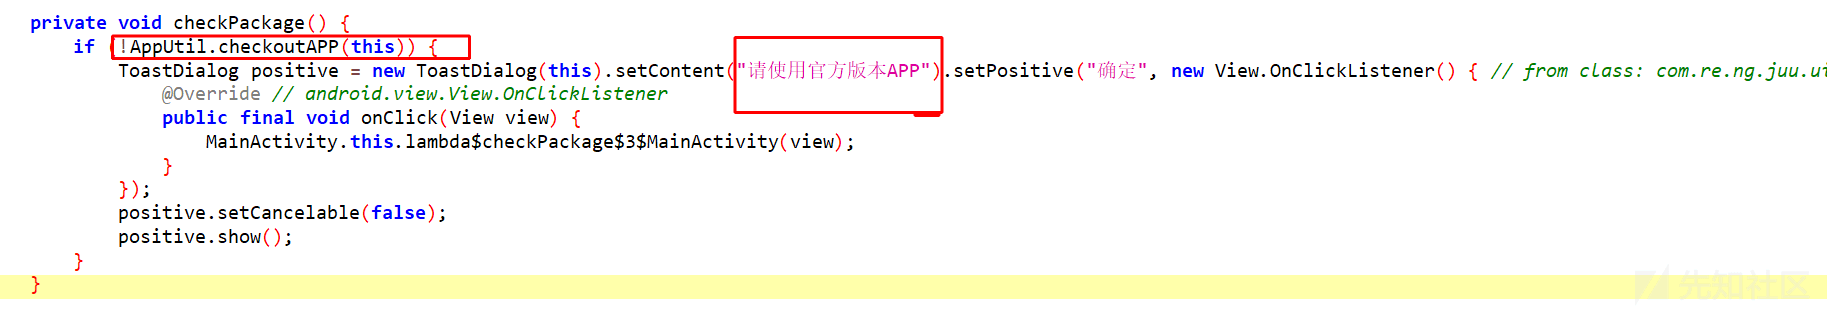 private void checkPackage() {
if (!AppUtil.checkoutAPP(this)) {
ToastDialog positive = new ToastDialog(this).setContent("请使用官方版本APP").setPositive("确定", new View.OnClickListener() { // from class: com.re.ng.juu.ui
@Override // android.view.View.OnClickListener
public final void onClick(View view) {
MainActivity.this.lambda$checkPackage$3$MainActivity(view);
}
});
positive.setCancelable(false);
positive.show();
}
}
先知社区